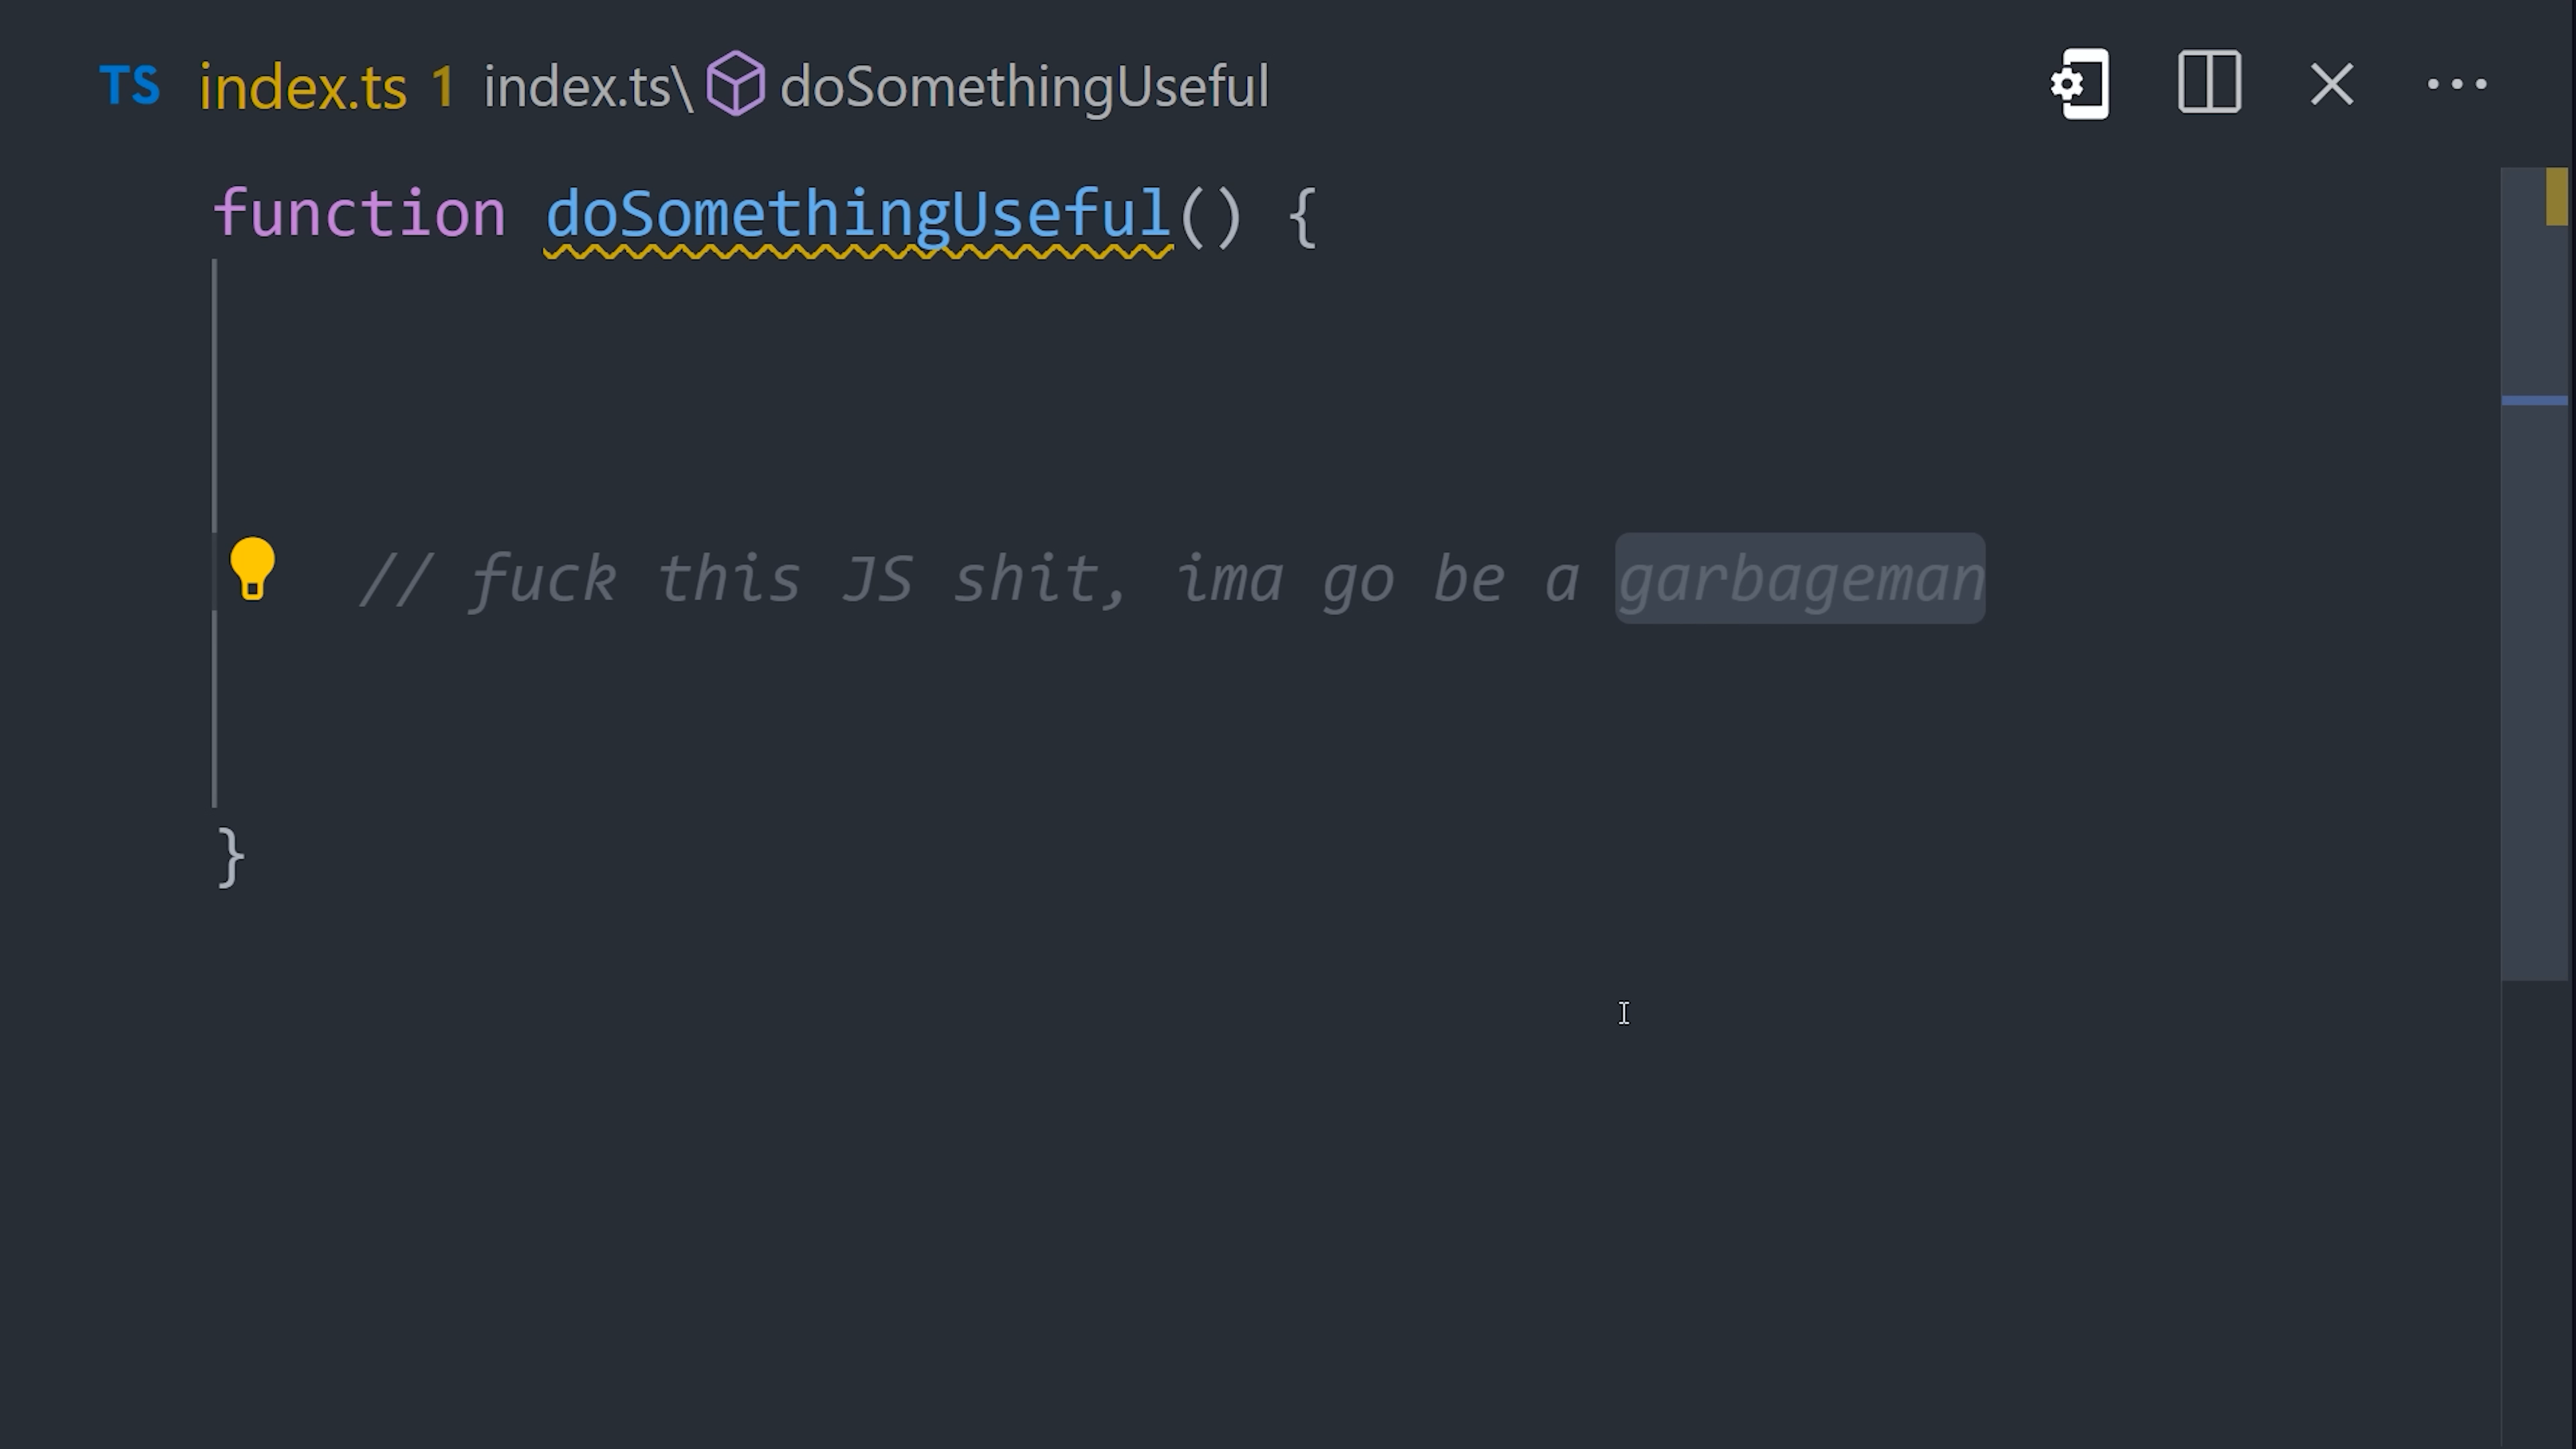 TS index.ts 1 index.ts\ doSomethingUseful
function doSomethingUseful() {
// fuck this JS shit, ima go be a garbageman
}